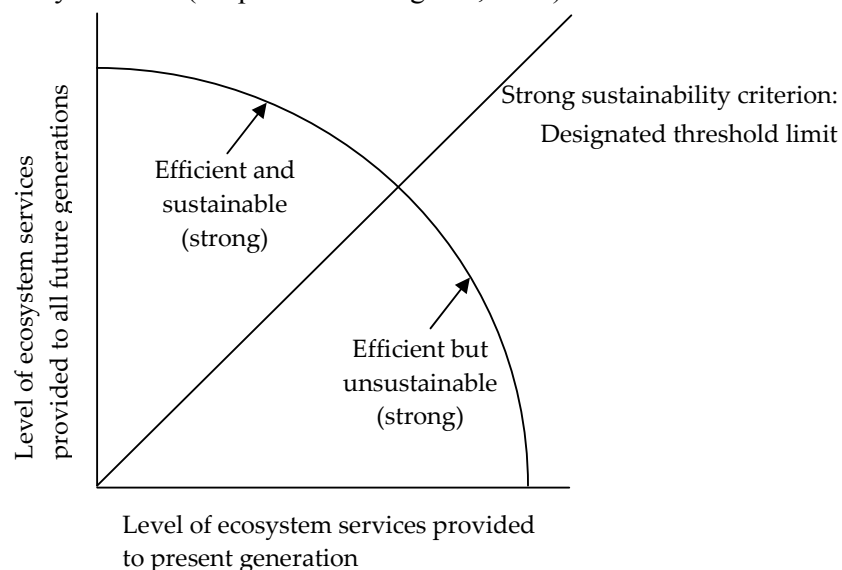 Strong sustainability criterion:
Designated threshold limit
Efficient and
sustainable
(strong)
Efficient but
unsustainable
(strong)
Level of ecosystem services
provided to all future generations
Level of ecosystem services provided
to present generation